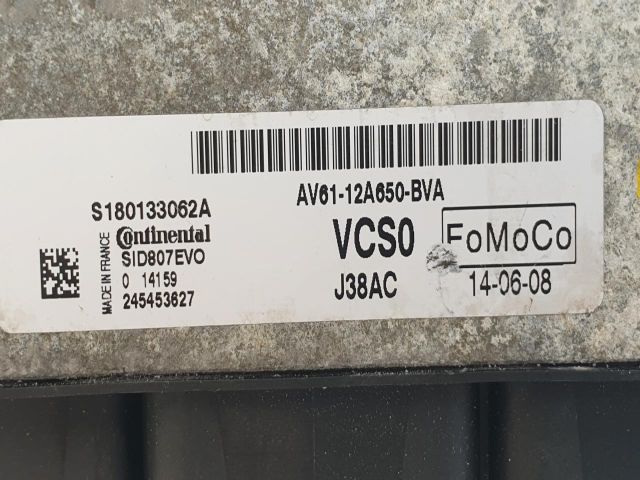 AV61-12A650-BVA
S180133062A
Continental
SID807EVO
0 14159
245453627
MADE IN FRANCE
VCS0
FoMoCo
J38AC
14-06-08